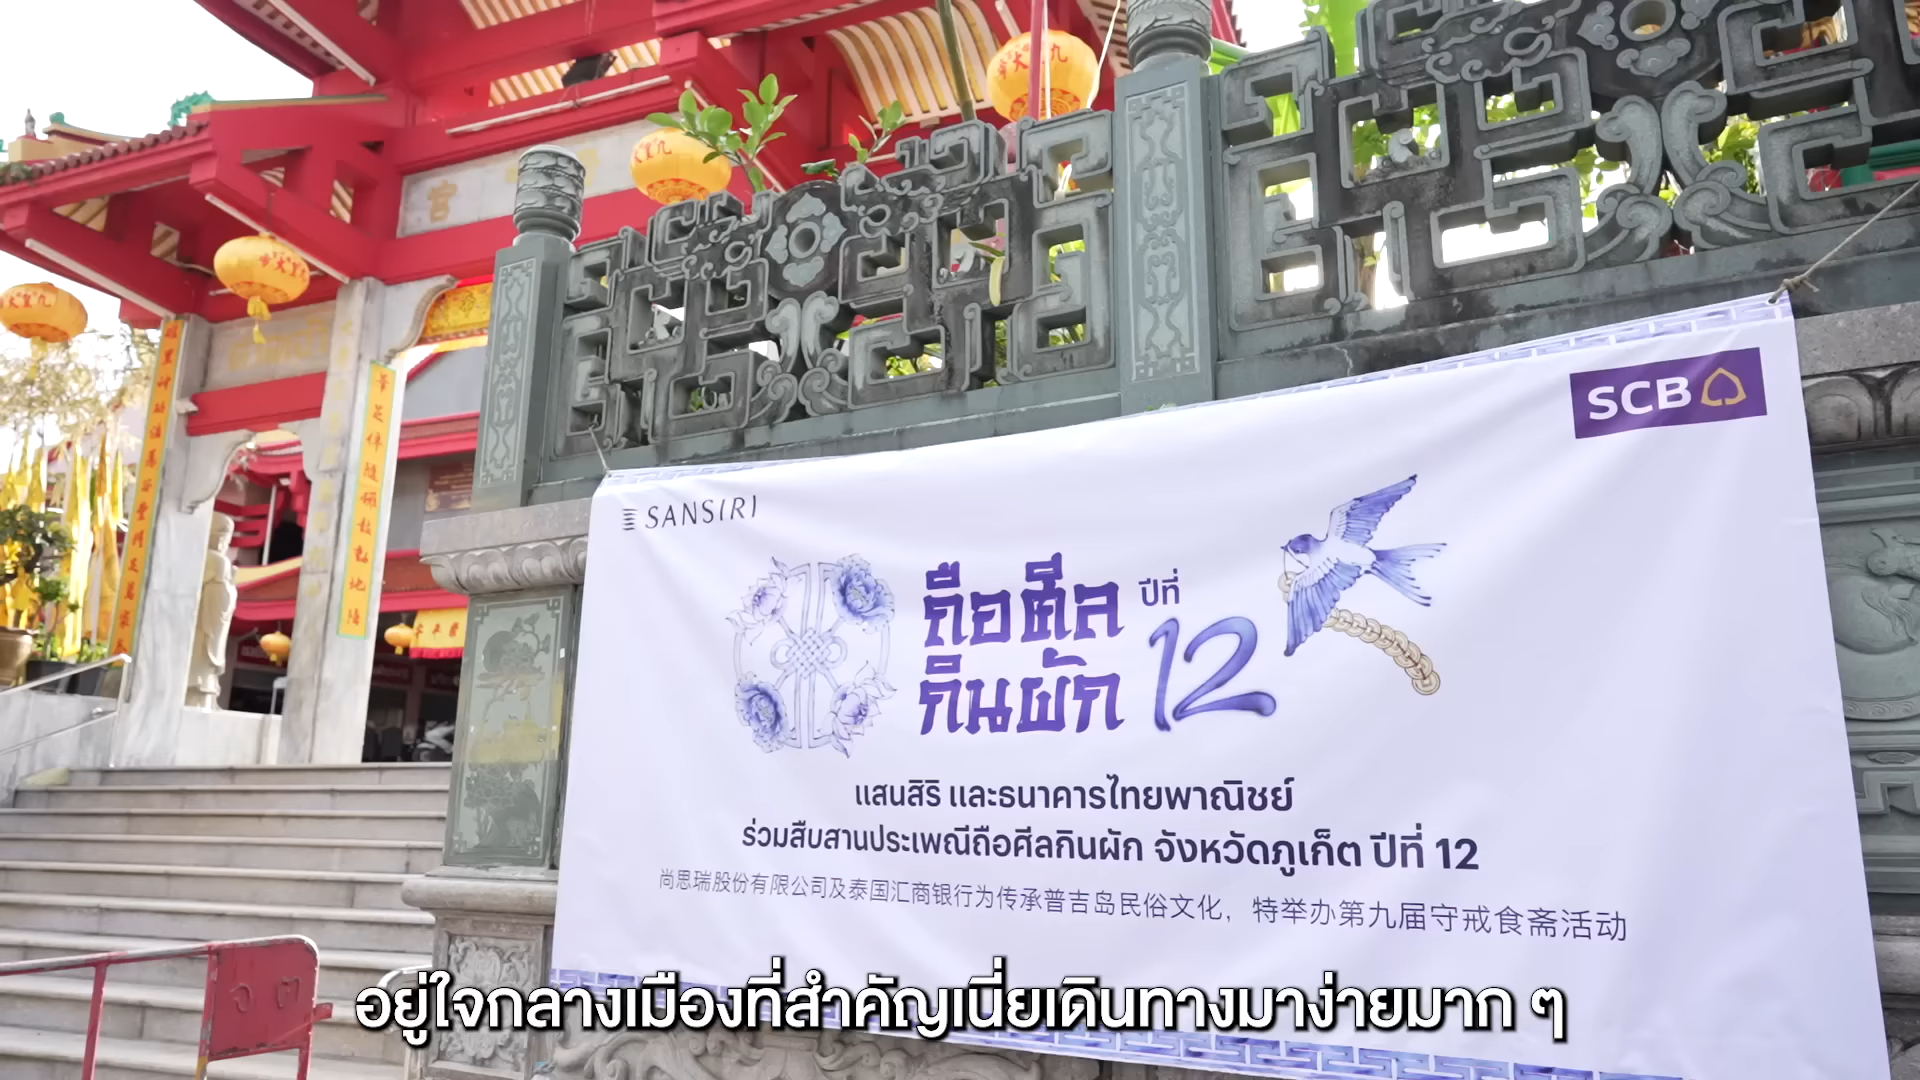 SCB
SANSIRI
ถือศีล
กินผัก
ปีที่
12
แสนสิริ และธนาคารไทยพาณิชย์
ร่วมสืบสานประเพณีถือศีลกินผัก จังหวัดภูเก็ต ปีที่ 12
尚思瑞股份有限公司及泰国汇商银行为传承普吉岛民俗文化，特举办第九届守戒食斋活动
อยู่ใจกลางเมืองที่สำคัญเนี่ยเดินทางมาง่ายมาก ๆ